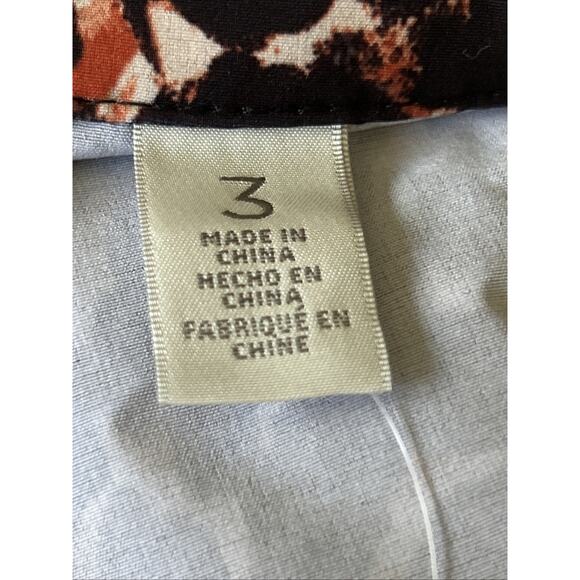 3
MADE IN
CHINA
HECHO EN
CHINA
FABRIQUÉ EN
CHINE